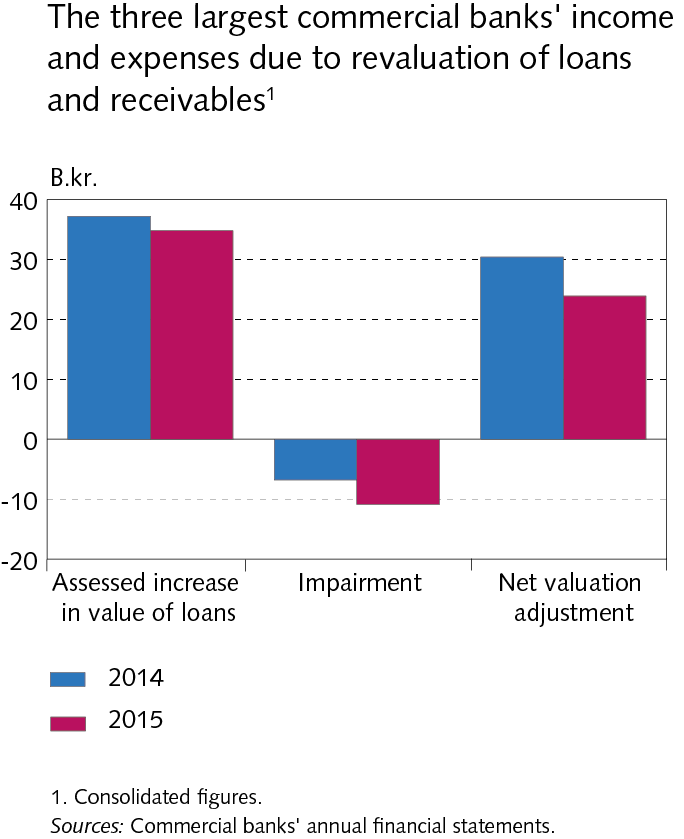 The three largest commercial banks' income
and expenses due to revaluation of loans
and receivables¹
B.kr.
40
30
20
10
0
-10
-20
Assessed increase
in value of loans
Impairment
Net valuation
adjustment
2014
2015
1. Consolidated figures.
Sources: Commercial banks' annual financial statements.